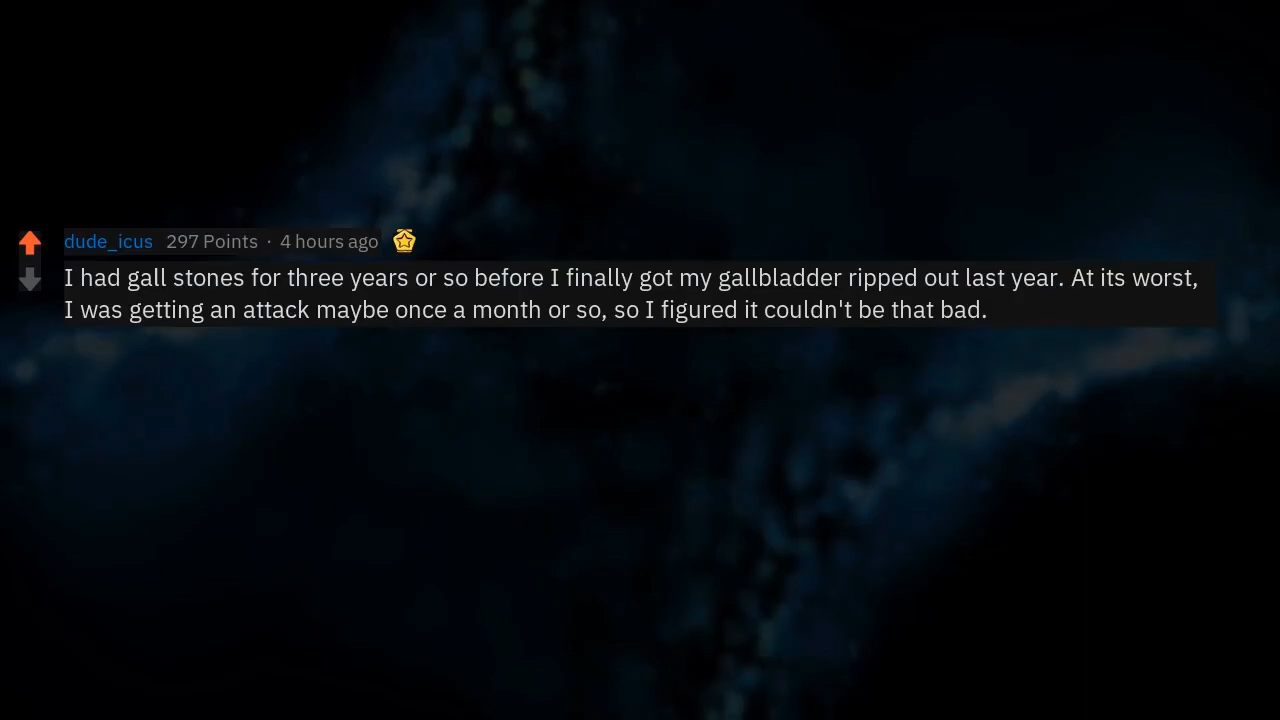 dude_icus 297 Points · 4 hours ago
I had gall stones for three years or so before I finally got my gallbladder ripped out last year. At its worst,
I was getting an attack maybe once a month or so, so I figured it couldn't be that bad.